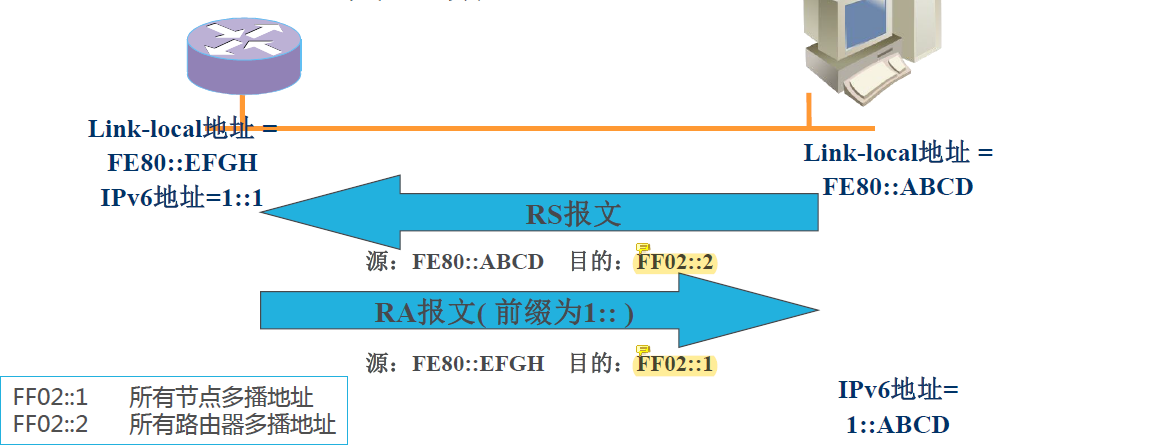 Link-local地址 =
FE80::EFGH
IPv6地址=1::1
Link-local地址 =
FE80::ABCD
RS报文
源：FE80::ABCD 目的：FF02::2
RA报文( 前缀为1:: )
源：FE80::EFGH 目的：FF02::1
FF02::1 所有节点多播地址
FF02::2 所有路由器多播地址
IPv6地址=
1::ABCD